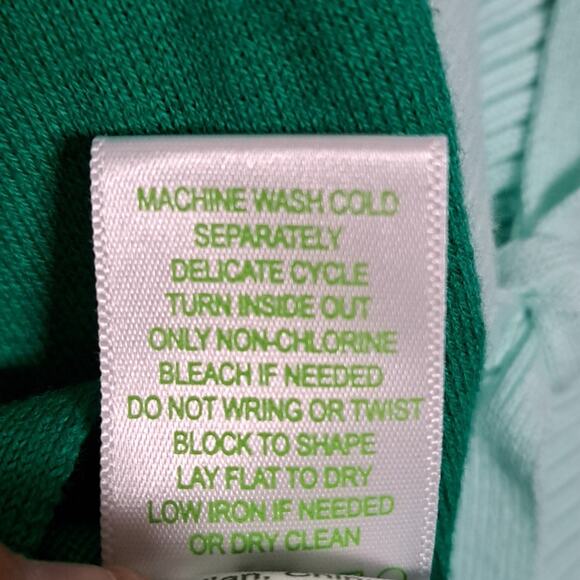 MACHINE WASH COLD
SEPARATELY
DELICATE CYCLE
TURN INSIDE OUT
ONLY NON-CHLORINE
BLEACH IF NEEDED
DO NOT WRING OR TWIST
BLOCK TO SHAPE
LAY FLAT TO DRY
LOW IRON IF NEEDED
OR DRY CLEAN